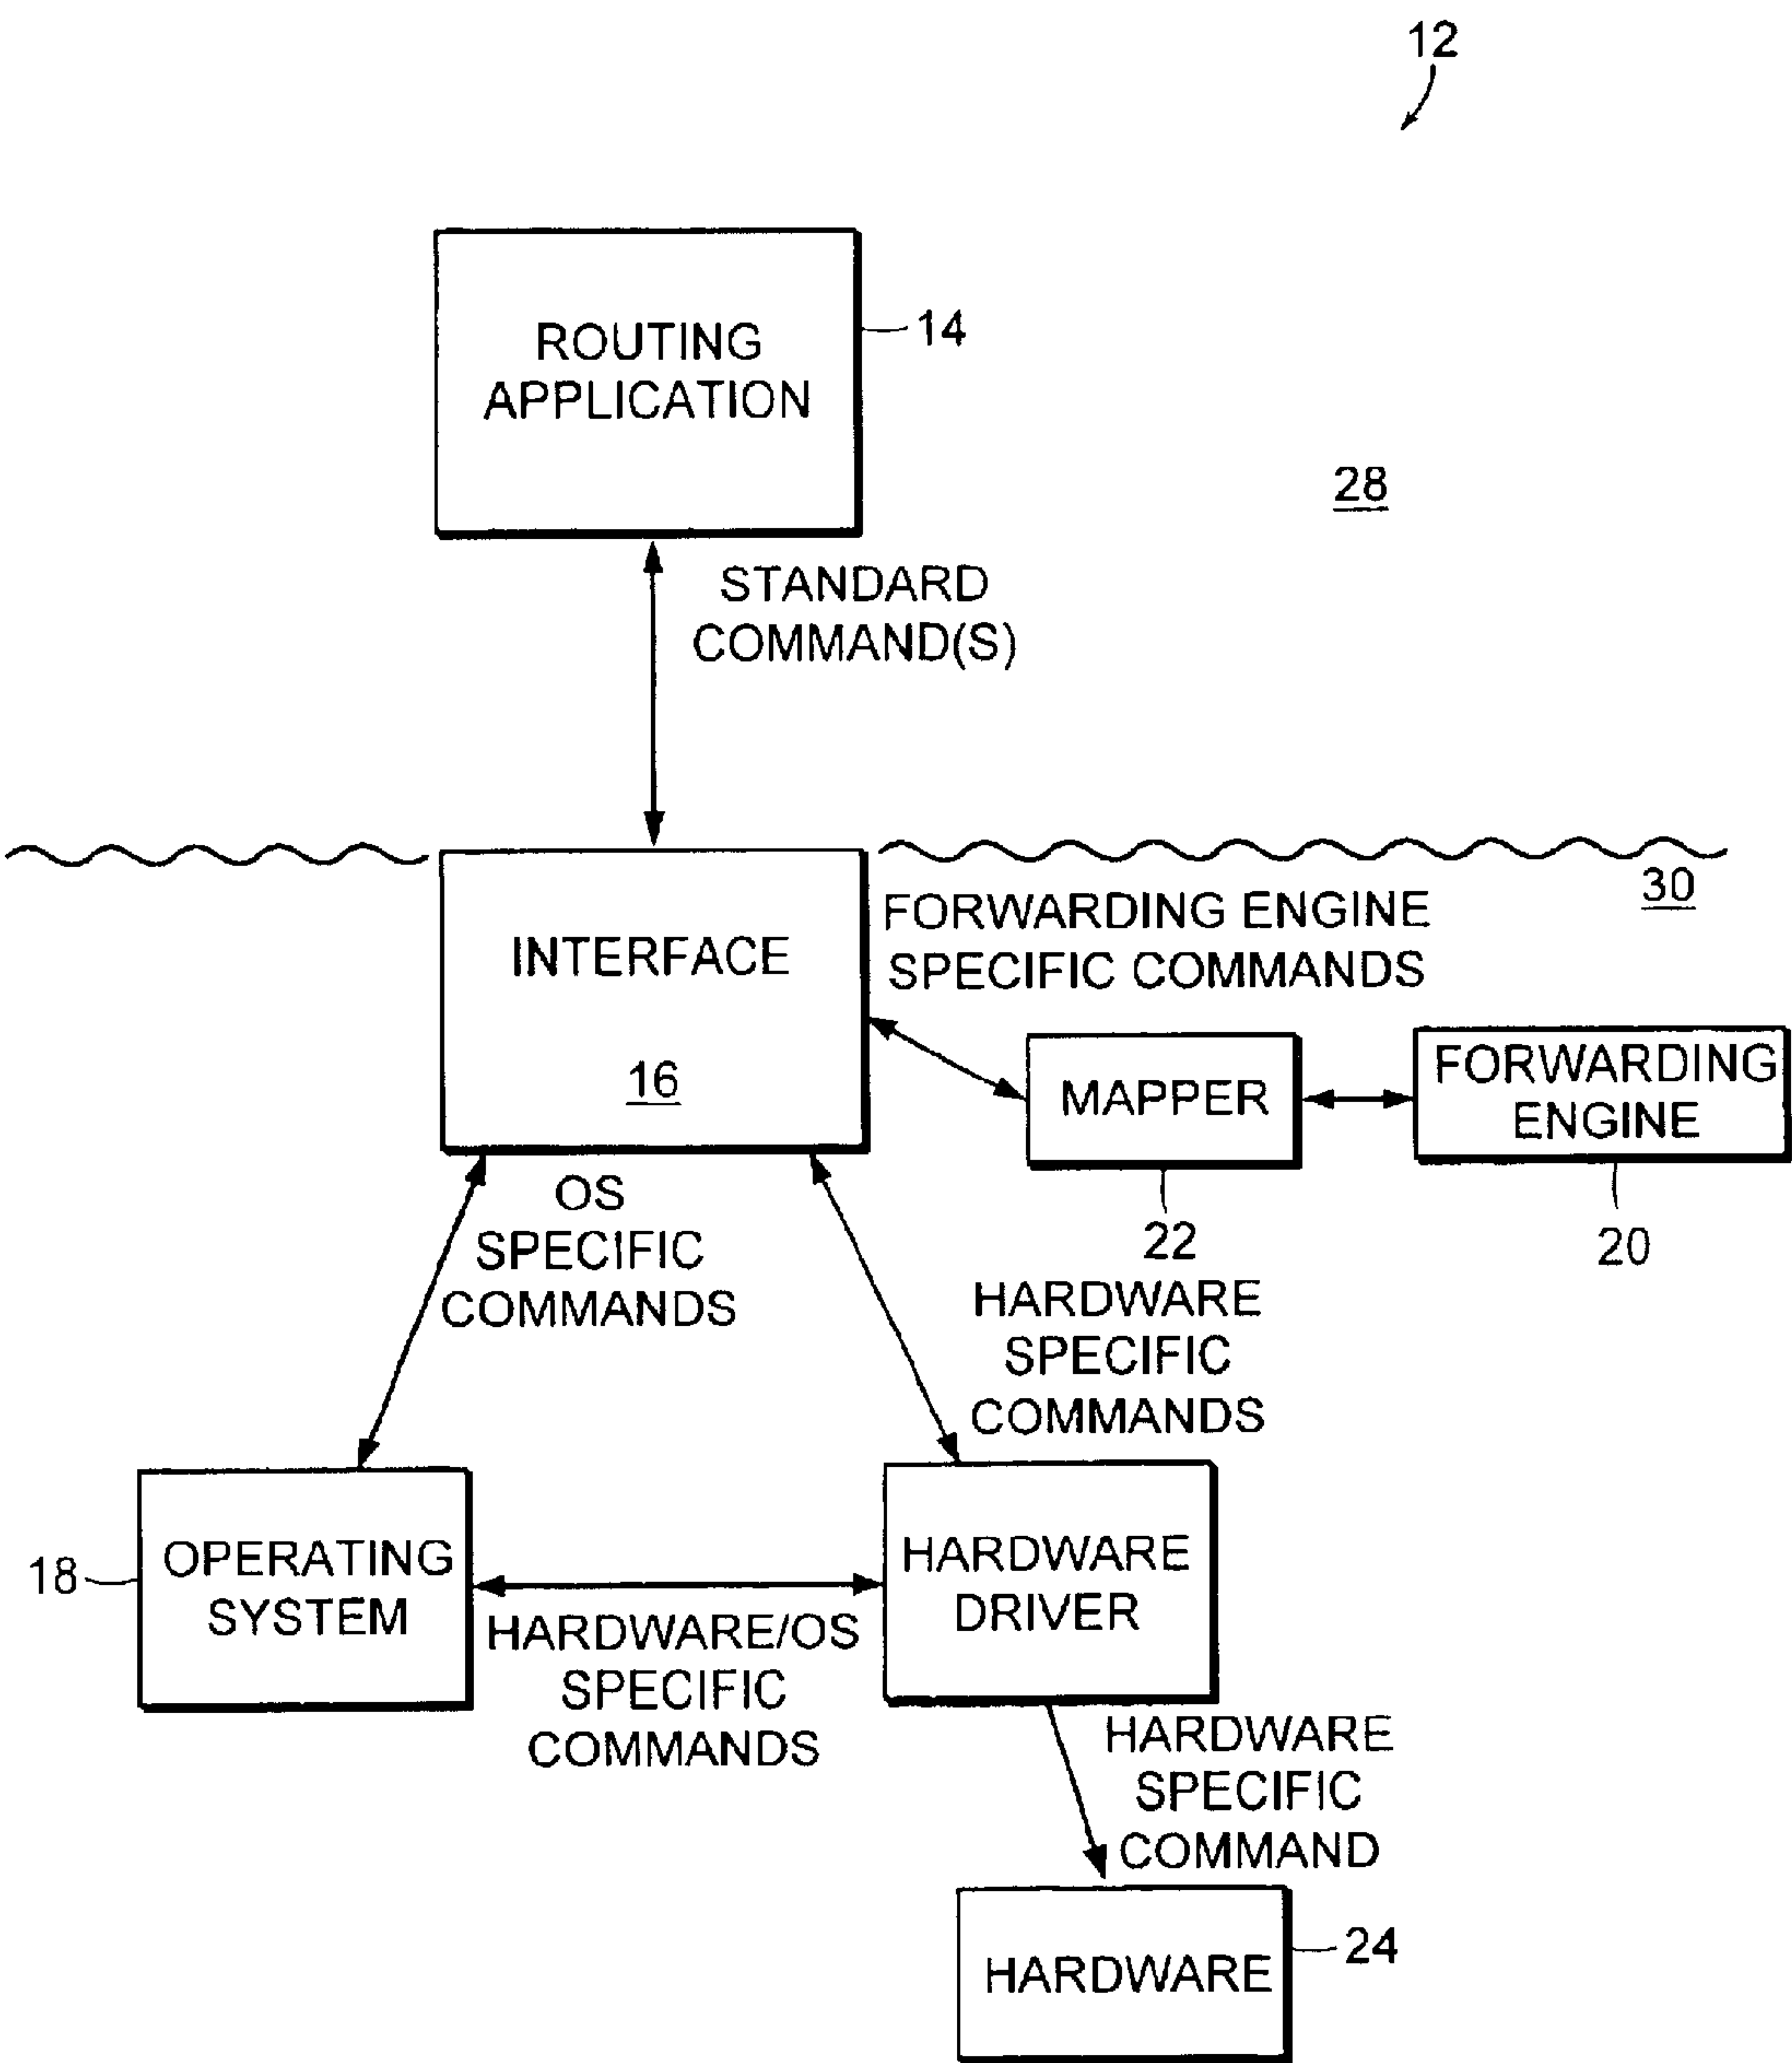 12
ROUTING
APPLICATION
14
28
STANDARD
COMMAND(S)
30
INTERFACE
16
FORWARDING ENGINE
SPECIFIC COMMANDS
MAPPER
22
FORWARDING
ENGINE
20
OS
SPECIFIC
COMMANDS
HARDWARE
SPECIFIC
COMMANDS
18
OPERATING
SYSTEM
HARDWARE/OS
SPECIFIC
COMMANDS
HARDWARE
DRIVER
HARDWARE
SPECIFIC
COMMAND
HARDWARE
24